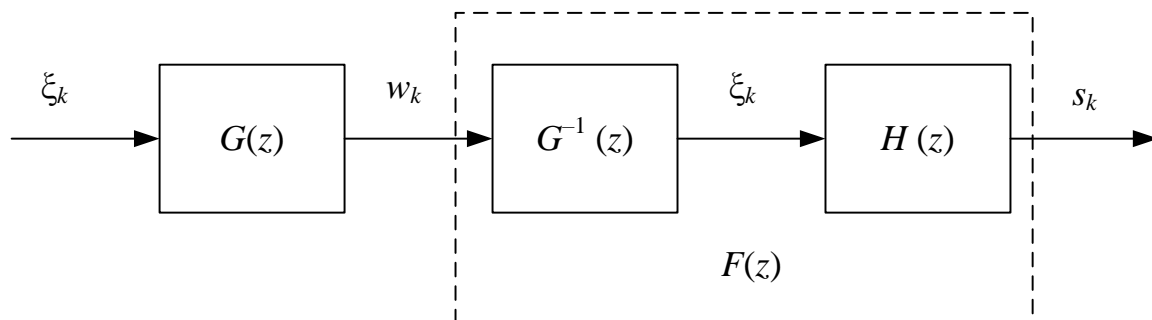 ξₖ
G(z)
wₖ
G⁻¹ (z)
ξₖ
H (z)
sₖ
F(z)